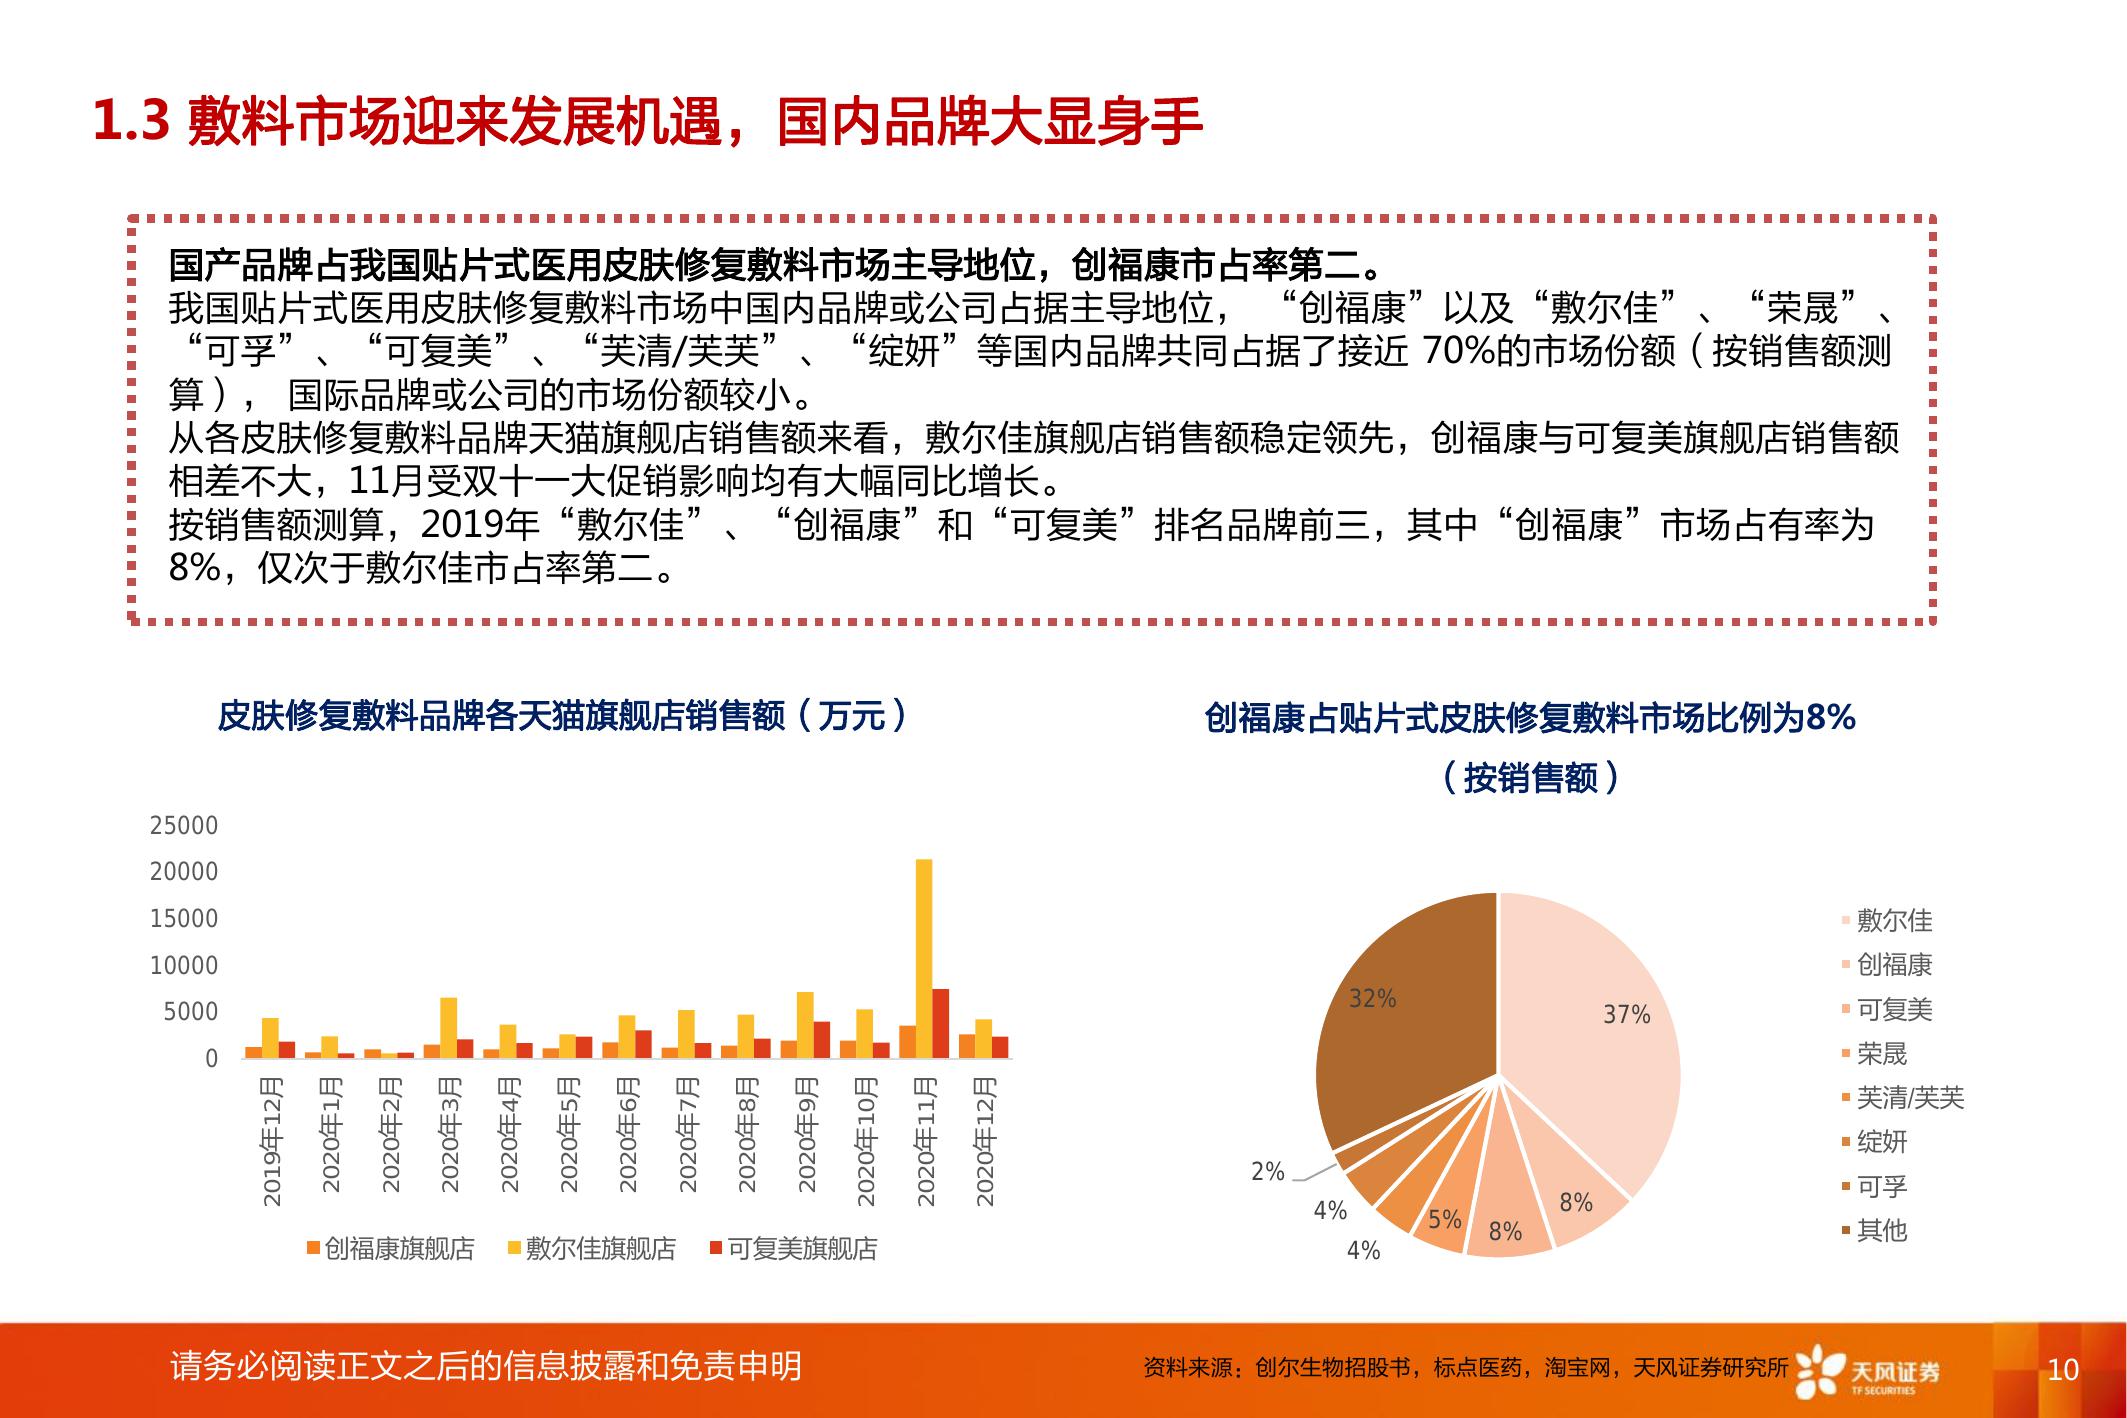 1.3 敷料市场迎来发展机遇，国内品牌大显身手
国产品牌占我国贴片式医用皮肤修复敷料市场主导地位，创福康市占率第二。
我国贴片式医用皮肤修复敷料市场中国内品牌或公司占据主导地位， “创福康”以及“敷尔佳”、“荣晟”、
“可孚”、“可复美”、“芙清/芙芙”、“绽妍”等国内品牌共同占据了接近 70%的市场份额（按销售额测
算）， 国际品牌或公司的市场份额较小。
从各皮肤修复敷料品牌天猫旗舰店销售额来看，敷尔佳旗舰店销售额稳定领先，创福康与可复美旗舰店销售额
相差不大，11月受双十一大促销影响均有大幅同比增长。
按销售额测算，2019年“敷尔佳”、“创福康”和“可复美”排名品牌前三，其中“创福康”市场占有率为
8%，仅次于敷尔佳市占率第二。
皮肤修复敷料品牌各天猫旗舰店销售额（万元）
25000
20000
15000
10000
5000
0
2019年12月
2020年1月
2020年2月
2020年3月
2020年4月
2020年5月
2020年6月
2020年7月
2020年8月
2020年9月
2020年10月
2020年11月
2020年12月
创福康旗舰店 敷尔佳旗舰店 可复美旗舰店
创福康占贴片式皮肤修复敷料市场比例为8%
（按销售额）
37%
8%
8%
5%
4%
4%
2%
32%
敷尔佳
创福康
可复美
荣晟
芙清/芙芙
绽妍
可孚
其他
请务必阅读正文之后的信息披露和免责申明
资料来源：创尔生物招股书，标点医药，淘宝网，天风证券研究所
天风证券
TF SECURITIES
10